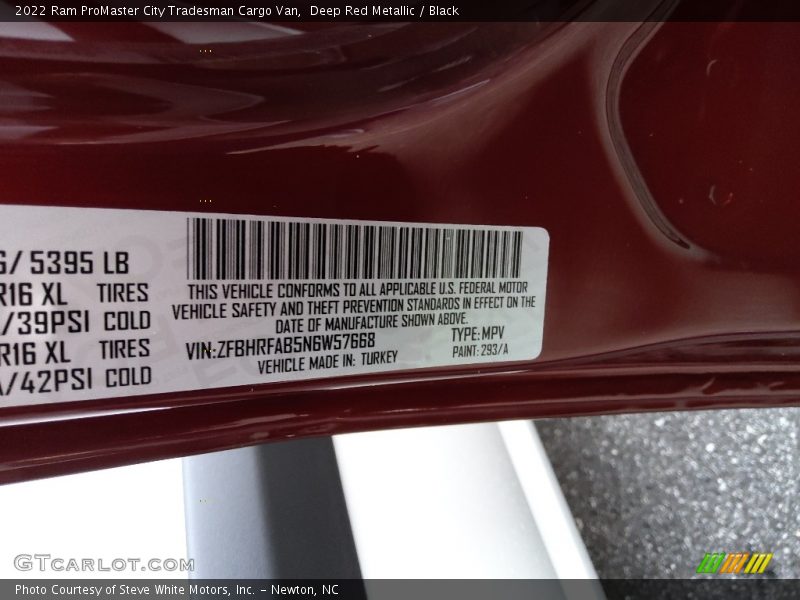 2022 Ram ProMaster City Tradesman Cargo Van, Deep Red Metallic / Black
/ 5395 LB
R16 XL TIRES
/39PSI COLD
R16 XL TIRES
/42PSI COLD
THIS VEHICLE CONFORMS TO ALL APPLICABLE U.S. FEDERAL MOTOR
VEHICLE SAFETY AND THEFT PREVENTION STANDARDS IN EFFECT ON THE
DATE OF MANUFACTURE SHOWN ABOVE.
VIN:ZFBHRFAB5N6W57668
TYPE: MPV
VEHICLE MADE IN: TURKEY
PAINT: 293/A
GTCARLOT.COM
Photo Courtesy of Steve White Motors, Inc. – Newton, NC